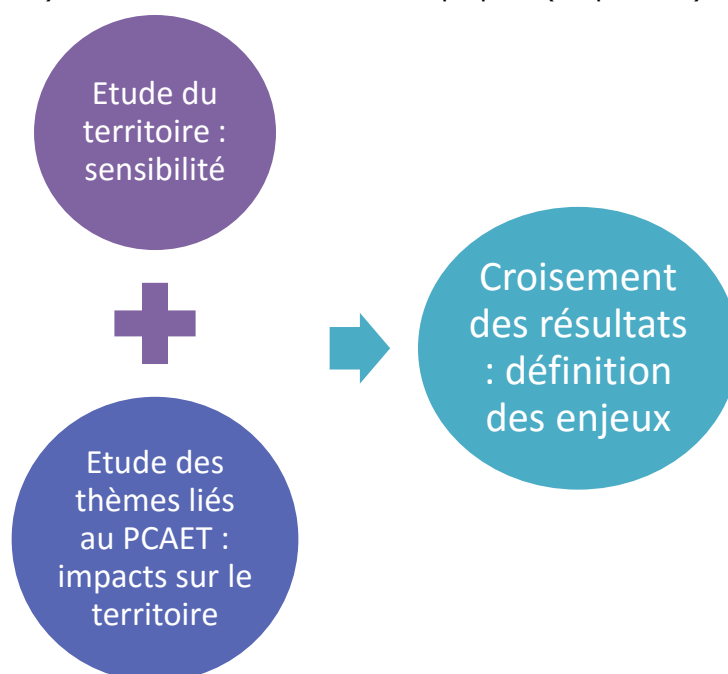 Etude du
territoire :
sensibilité
Etude des
thèmes liés
au PCAET :
impacts sur le
territoire
Croisement
des résultats
: définition
des enjeux